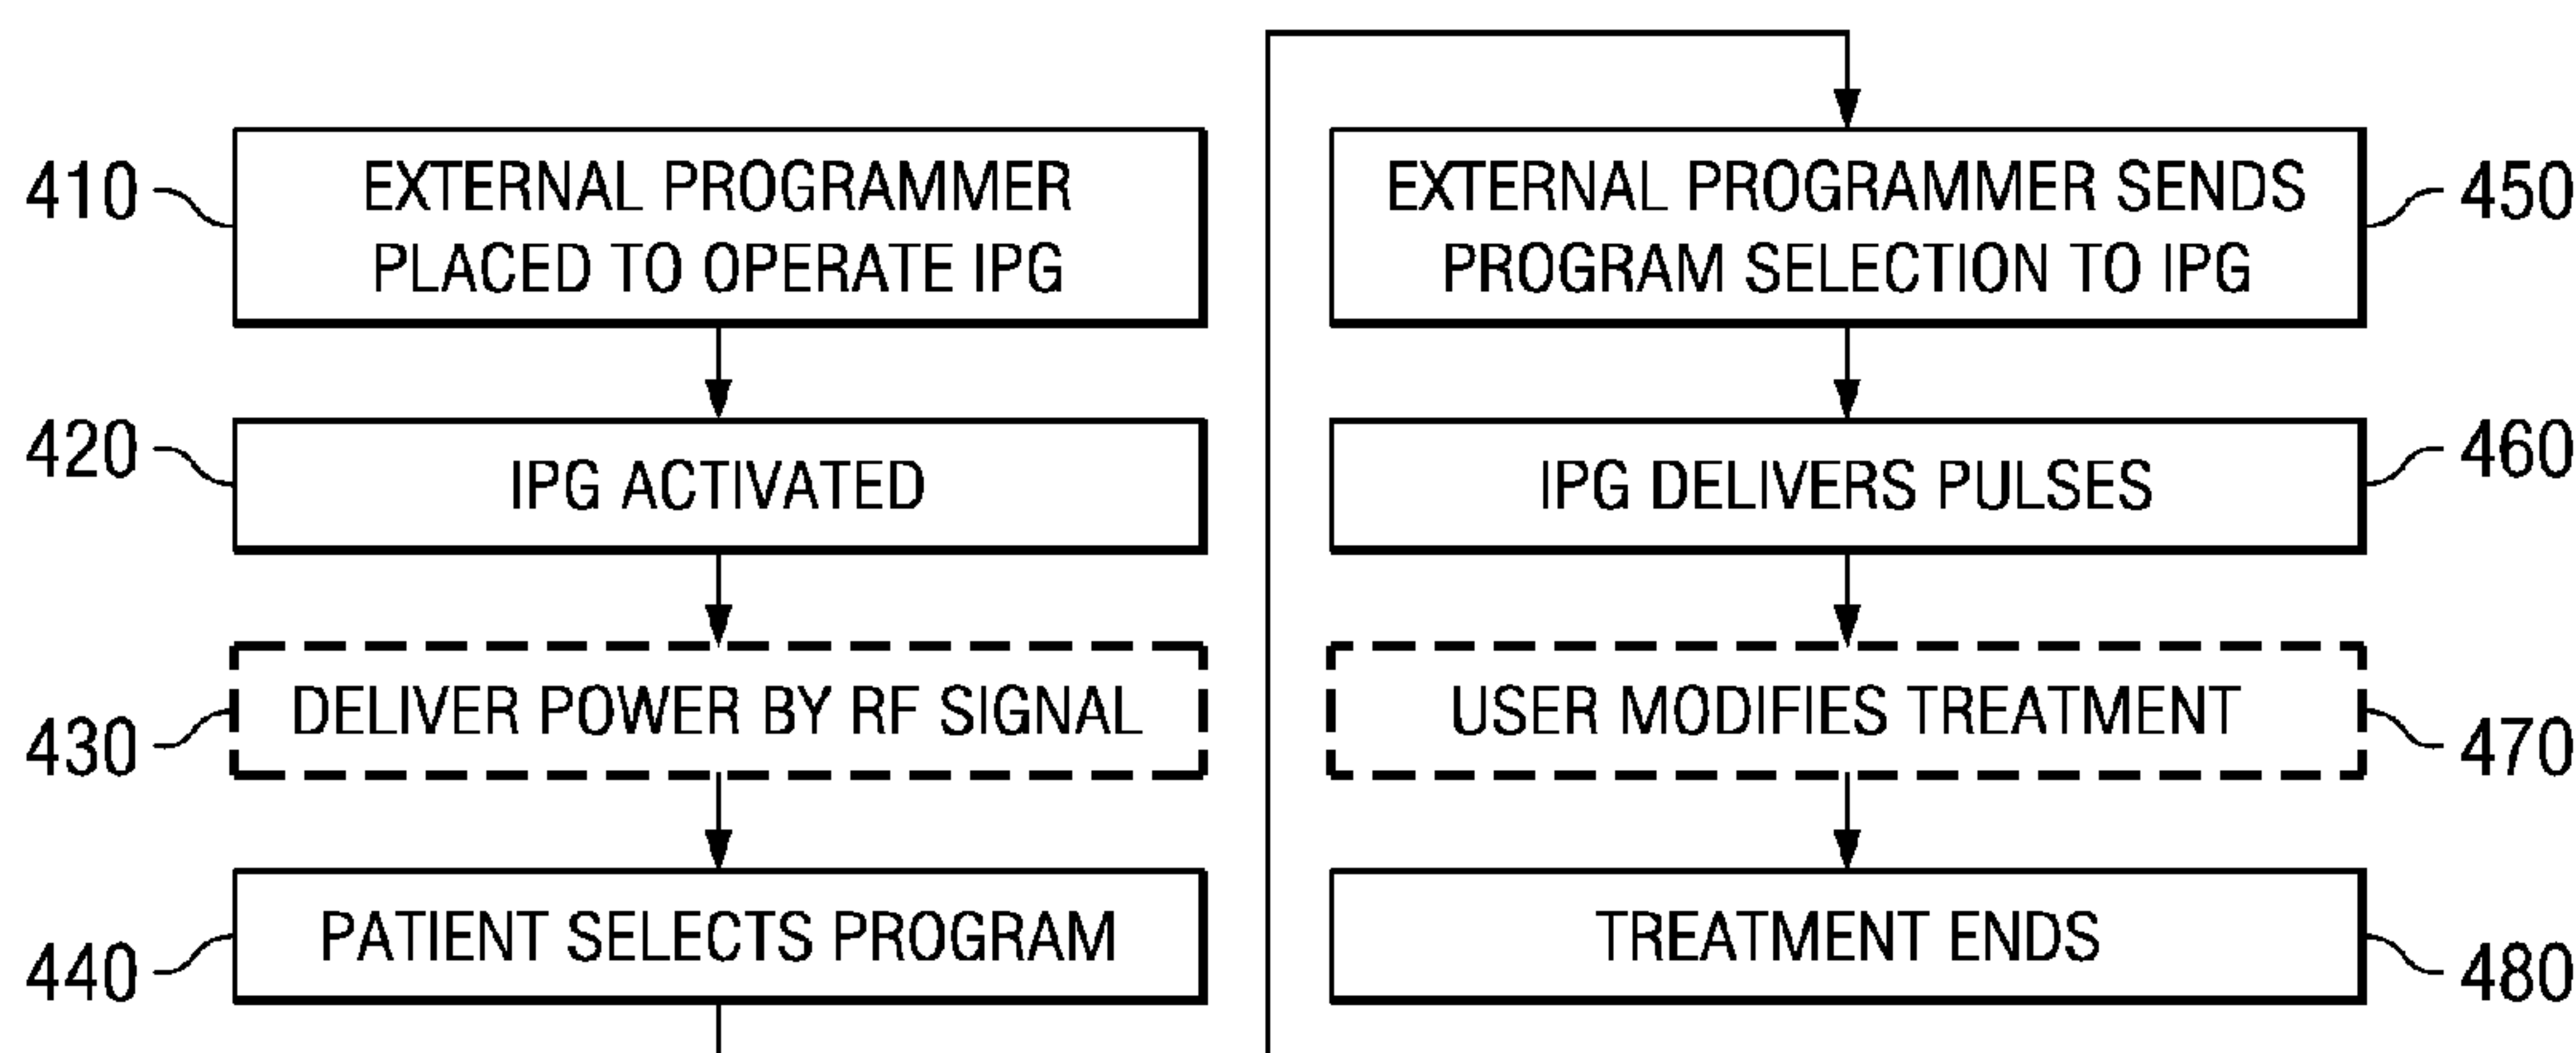 410
EXTERNAL PROGRAMMER
PLACED TO OPERATE IPG
420
IPG ACTIVATED
430
DELIVER POWER BY RF SIGNAL
440
PATIENT SELECTS PROGRAM
EXTERNAL PROGRAMMER SENDS
PROGRAM SELECTION TO IPG
450
IPG DELIVERS PULSES
460
USER MODIFIES TREATMENT
470
TREATMENT ENDS
480